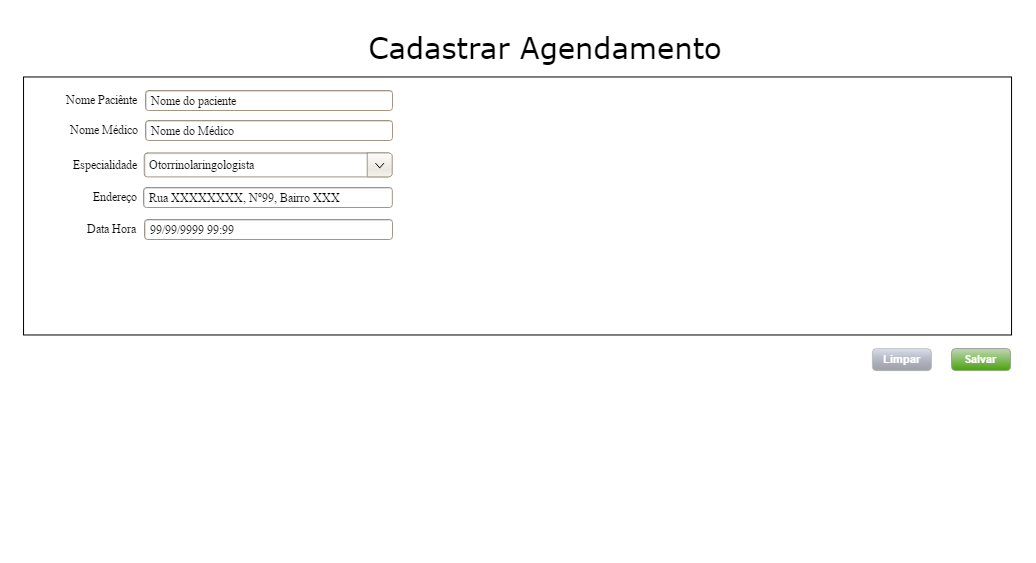 Cadastrar Agendamento
Nome Paciênte Nome do paciente
Nome Médico Nome do Médico
Especialidade Otorrinolaringologista
Endereço Rua XXXXXXXX, Nº99, Bairro XXX
Data Hora 99/99/9999 99:99
Limpar Salvar